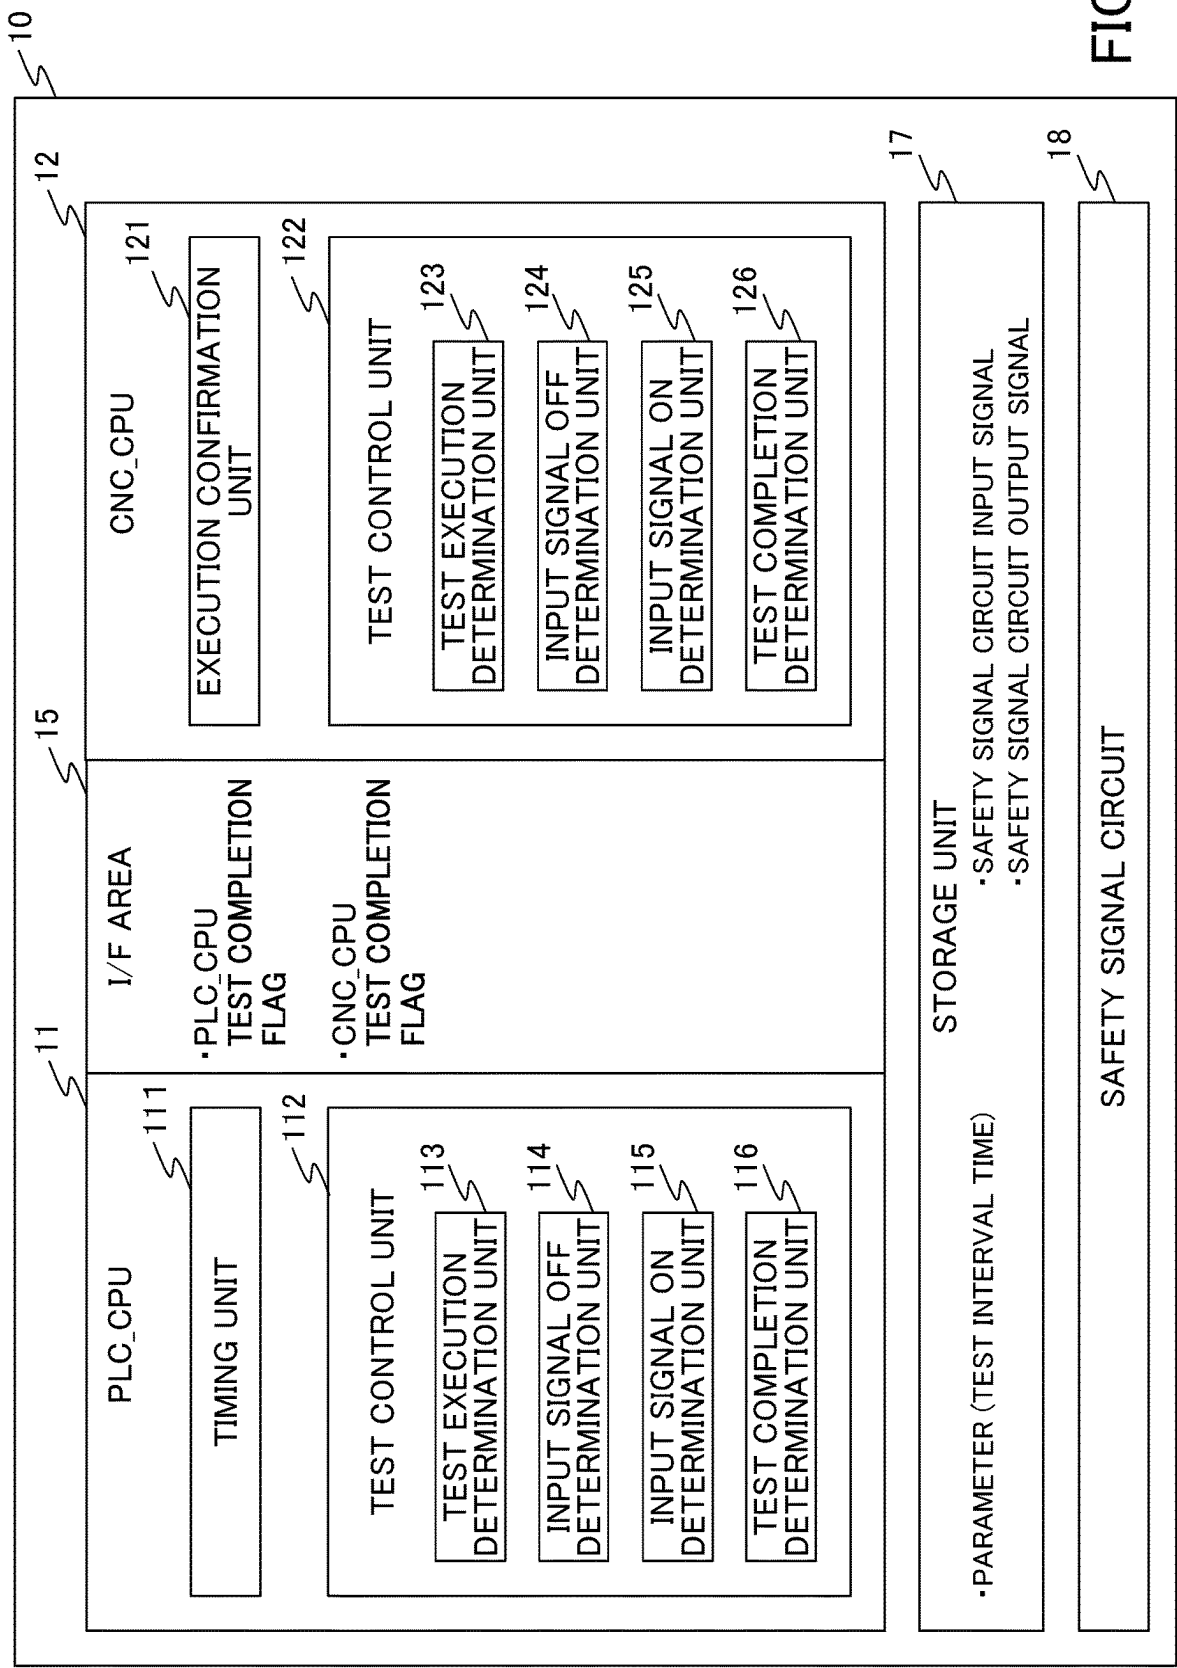 10
11
15
12
PLC_CPU
I/F AREA
CNC_CPU
111
TIMING UNIT
112
TEST CONTROL UNIT
113
TEST EXECUTION
DETERMINATION UNIT
114
INPUT SIGNAL OFF
DETERMINATION UNIT
115
INPUT SIGNAL ON
DETERMINATION UNIT
116
TEST COMPLETION
DETERMINATION UNIT
・PLC_CPU
TEST COMPLETION
FLAG
・CNC_CPU
TEST COMPLETION
FLAG
121
EXECUTION CONFIRMATION
UNIT
122
TEST CONTROL UNIT
123
TEST EXECUTION
DETERMINATION UNIT
124
INPUT SIGNAL OFF
DETERMINATION UNIT
125
INPUT SIGNAL ON
DETERMINATION UNIT
126
TEST COMPLETION
DETERMINATION UNIT
17
STORAGE UNIT
・PARAMETER (TEST INTERVAL TIME)
・SAFETY SIGNAL CIRCUIT INPUT SIGNAL
・SAFETY SIGNAL CIRCUIT OUTPUT SIGNAL
18
SAFETY SIGNAL CIRCUIT